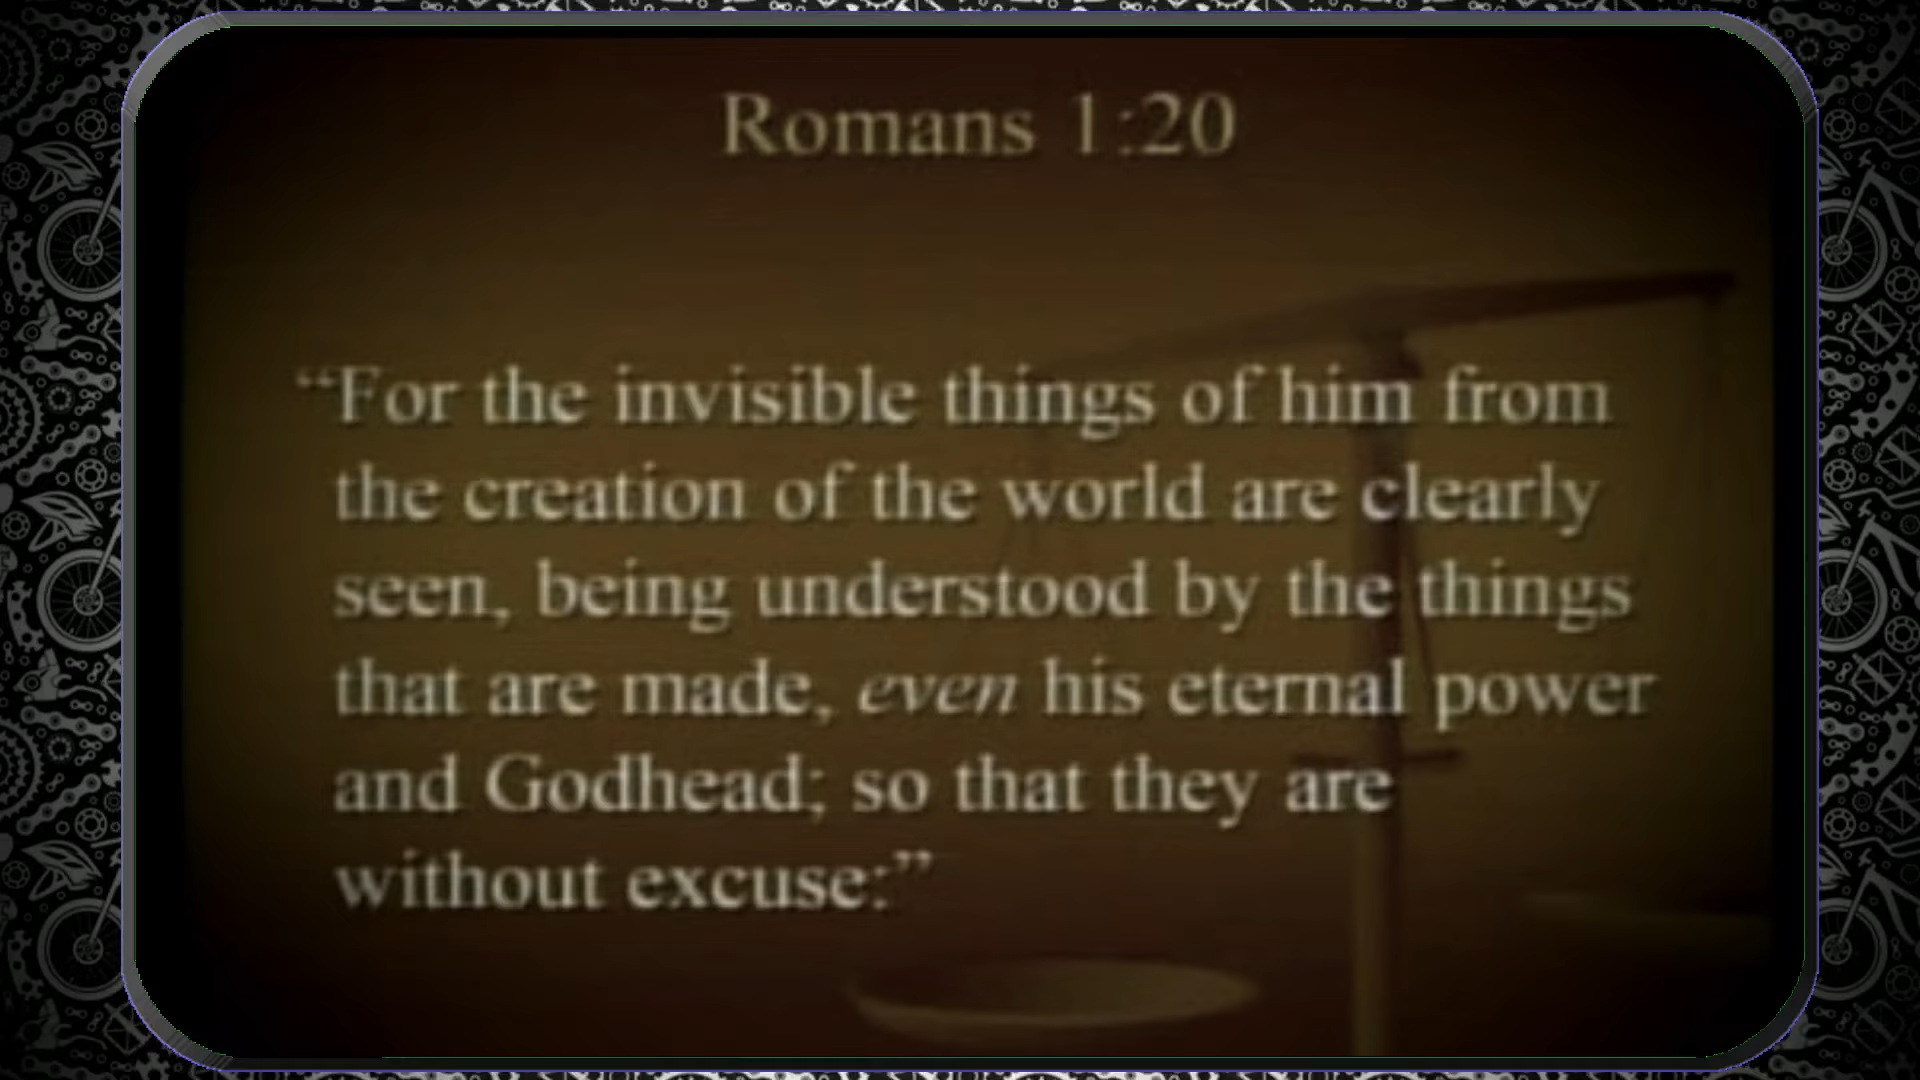 Romans 1:20
“For the invisible things of him from
the creation of the world are clearly
seen, being understood by the things
that are made, even his eternal power
and Godhead; so that they are
without excuse:”